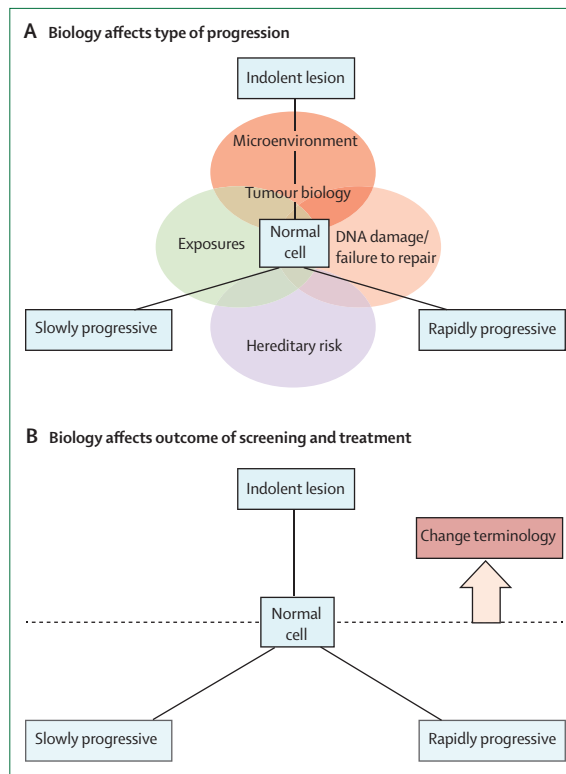 A Biology affects type of progression
Indolent lesion
Microenvironment
Tumour biology
Exposures
Normal
cell
DNA damage/
failure to repair
Slowly progressive
Rapidly progressive
Hereditary risk
B Biology affects outcome of screening and treatment
Indolent lesion
Change terminology
Normal
cell
Slowly progressive
Rapidly progressive